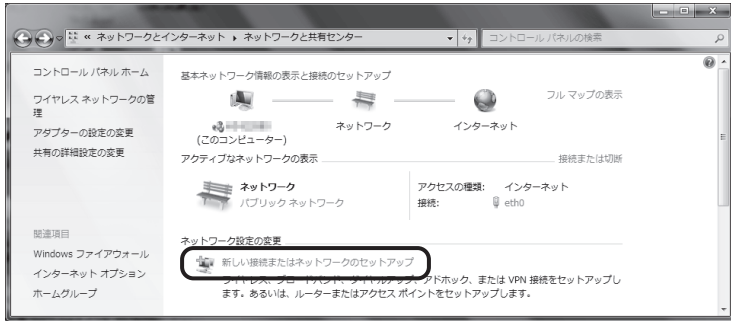 « ネットワークとインターネット ▸ ネットワークと共有センター
コントロール パネルの検索
コントロール パネル ホーム
ワイヤレス ネットワークの管
理
アダプターの設定の変更
共有の詳細設定の変更
基本ネットワーク情報の表示と接続のセットアップ
フル マップの表示
(このコンピューター)
ネットワーク
インターネット
アクティブなネットワークの表示
接続または切断
ネットワーク
パブリック ネットワーク
アクセスの種類: インターネット
接続: eth0
ネットワーク設定の変更
新しい接続またはネットワークのセットアップ
ワイヤレス、ブロードバンド、ダイヤルアップ、アドホック、または VPN 接続をセットアップし
ます。あるいは、ルーターまたはアクセス ポイントをセットアップします。
関連項目
Windows ファイアウォール
インターネット オプション
ホームグループ